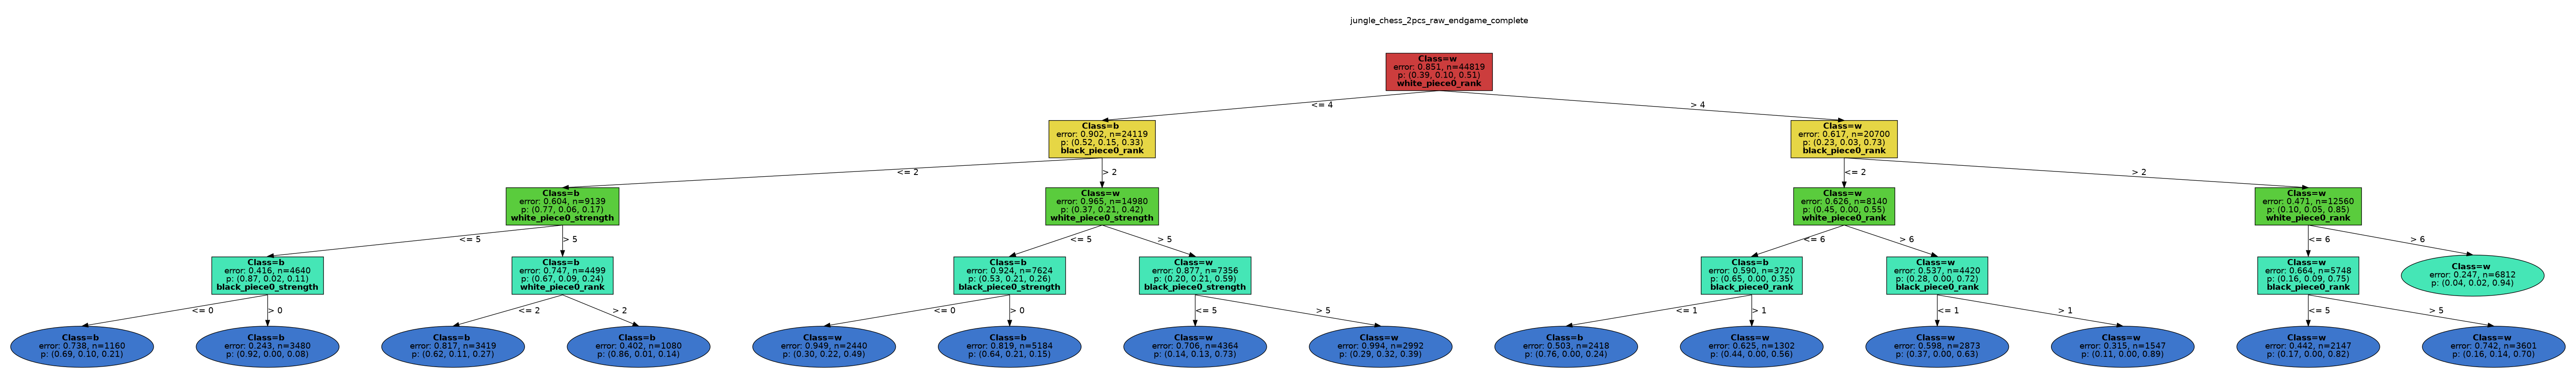 jungle_chess_2pcs_raw_endgame_complete
Class=w
error: 0.851, n=44819
p: (0.39, 0.10, 0.51)
white_piece0_rank
<= 4
> 4
Class=b
error: 0.902, n=24119
p: (0.52, 0.15, 0.33)
black_piece0_rank
Class=w
error: 0.617, n=20700
p: (0.23, 0.03, 0.73)
black_piece0_rank
<= 2
> 2
<= 2
> 2
Class=b
error: 0.604, n=9139
p: (0.77, 0.06, 0.17)
white_piece0_strength
Class=w
error: 0.965, n=14980
p: (0.37, 0.21, 0.42)
white_piece0_strength
Class=w
error: 0.626, n=8140
p: (0.45, 0.00, 0.55)
white_piece0_rank
Class=w
error: 0.471, n=12560
p: (0.10, 0.05, 0.85)
white_piece0_rank
<= 5
> 5
<= 5
> 5
<= 6
> 6
<= 6
> 6
Class=b
error: 0.416, n=4640
p: (0.87, 0.02, 0.11)
black_piece0_strength
Class=b
error: 0.747, n=4499
p: (0.67, 0.09, 0.24)
white_piece0_rank
Class=b
error: 0.924, n=7624
p: (0.53, 0.21, 0.26)
black_piece0_strength
Class=w
error: 0.877, n=7356
p: (0.20, 0.21, 0.59)
black_piece0_strength
Class=b
error: 0.590, n=3720
p: (0.65, 0.00, 0.35)
black_piece0_rank
Class=w
error: 0.537, n=4420
p: (0.28, 0.00, 0.72)
black_piece0_rank
Class=w
error: 0.664, n=5748
p: (0.16, 0.09, 0.75)
black_piece0_rank
Class=w
error: 0.247, n=6812
p: (0.04, 0.02, 0.94)
<= 0
> 0
<= 2
> 2
<= 0
> 0
<= 5
> 5
<= 1
> 1
<= 1
> 1
<= 5
> 5
Class=b
error: 0.738, n=1160
p: (0.69, 0.10, 0.21)
Class=b
error: 0.243, n=3480
p: (0.92, 0.00, 0.08)
Class=b
error: 0.817, n=3419
p: (0.62, 0.11, 0.27)
Class=b
error: 0.402, n=1080
p: (0.86, 0.01, 0.14)
Class=w
error: 0.949, n=2440
p: (0.30, 0.22, 0.49)
Class=b
error: 0.819, n=5184
p: (0.64, 0.21, 0.15)
Class=w
error: 0.706, n=4364
p: (0.14, 0.13, 0.73)
Class=w
error: 0.994, n=2992
p: (0.29, 0.32, 0.39)
Class=b
error: 0.503, n=2418
p: (0.76, 0.00, 0.24)
Class=w
error: 0.625, n=1302
p: (0.44, 0.00, 0.56)
Class=w
error: 0.598, n=2873
p: (0.37, 0.00, 0.63)
Class=w
error: 0.315, n=1547
p: (0.11, 0.00, 0.89)
Class=w
error: 0.442, n=2147
p: (0.17, 0.00, 0.82)
Class=w
error: 0.742, n=3601
p: (0.16, 0.14, 0.70)